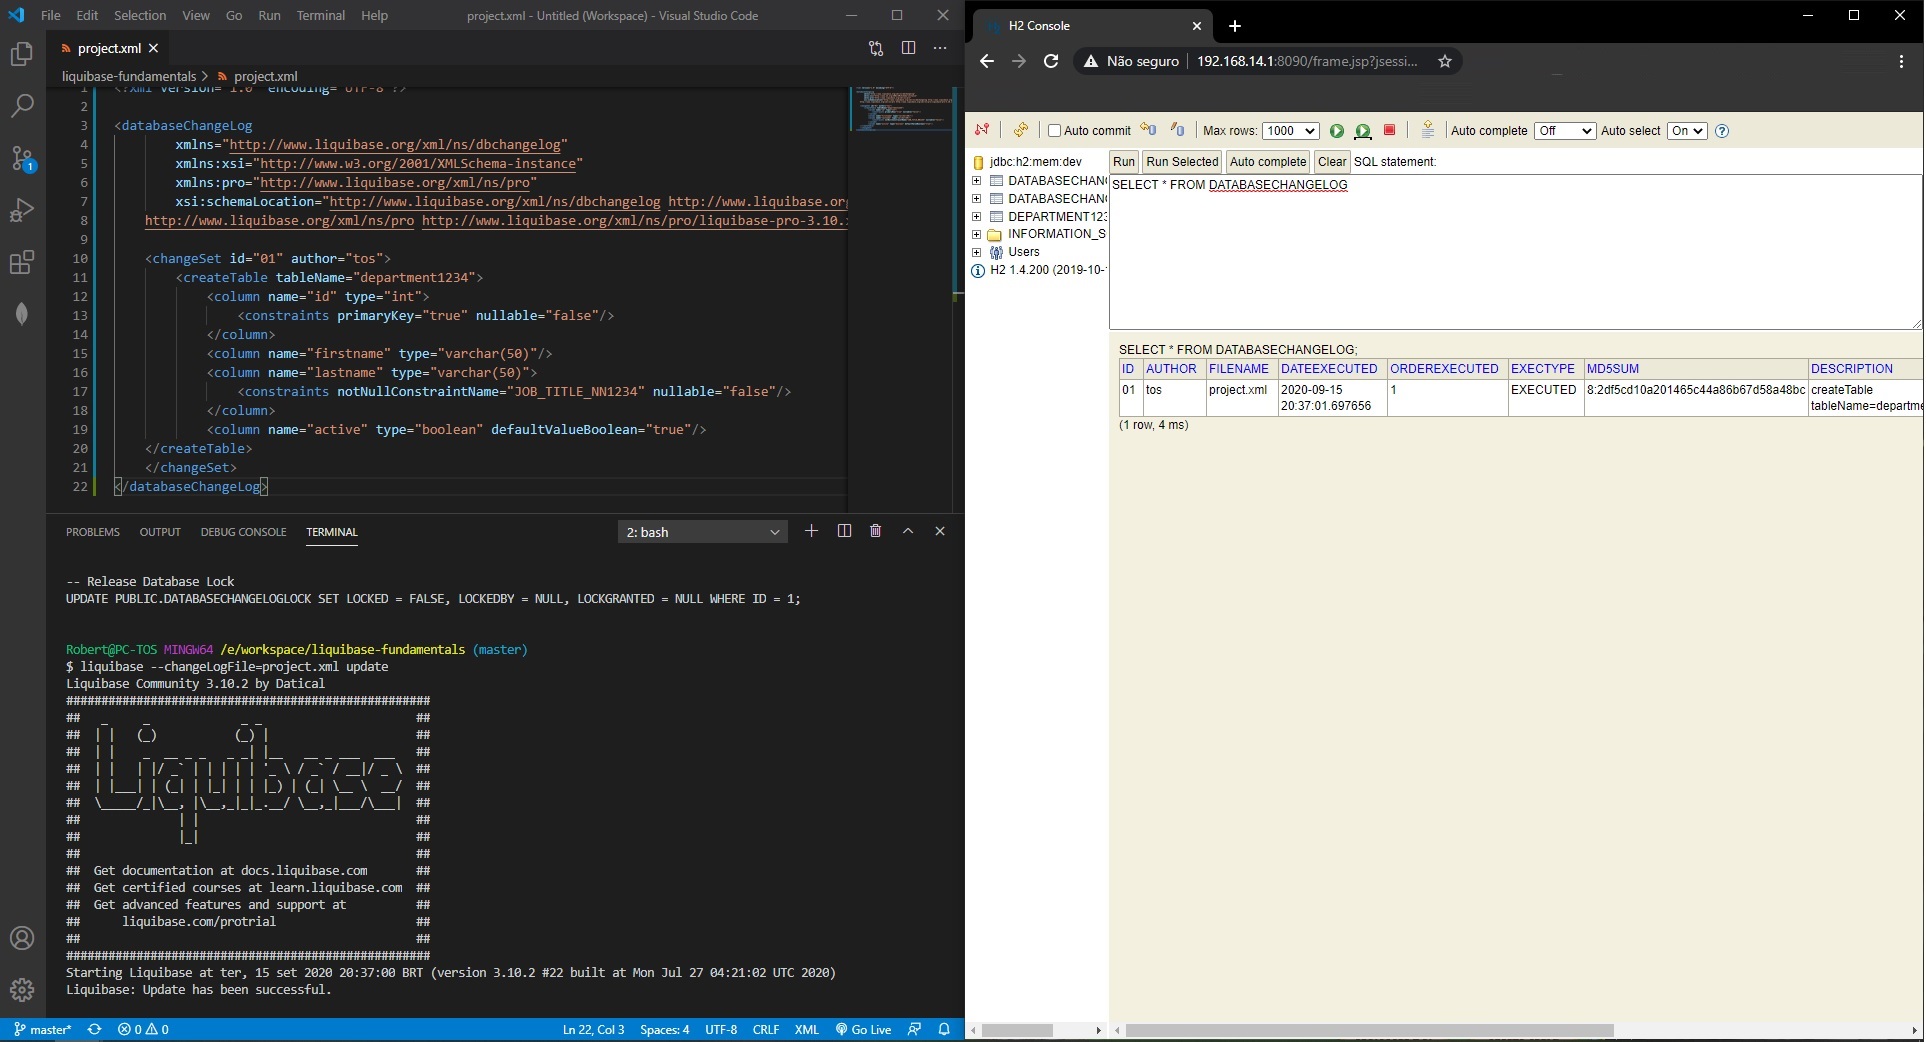 File Edit Selection View Go Run Terminal Help
project.xml - Untitled (Workspace) - Visual Studio Code
project.xml
liquibase-fundamentals > project.xml
1 <?xml version="1.0" encoding="UTF-8"?>
2
3 <databaseChangeLog
4 xmlns="http://www.liquibase.org/xml/ns/dbchangelog"
5 xmlns:xsi="http://www.w3.org/2001/XMLSchema-instance"
6 xmlns:pro="http://www.liquibase.org/xml/ns/pro"
7 xsi:schemaLocation="http://www.liquibase.org/xml/ns/dbchangelog http://www.liquibase.or
8 http://www.liquibase.org/xml/ns/pro http://www.liquibase.org/xml/ns/pro/liquibase-pro-3.10.
9
10 <changeSet id="01" author="tos">
11 <createTable tableName="department1234">
12 <column name="id" type="int">
13 <constraints primaryKey="true" nullable="false"/>
14 </column>
15 <column name="firstname" type="varchar(50)"/>
16 <column name="lastname" type="varchar(50)">
17 <constraints notNullConstraintName="JOB_TITLE_NN1234" nullable="false"/>
18 </column>
19 <column name="active" type="boolean" defaultValueBoolean="true"/>
20 </createTable>
21 </changeSet>
22 </databaseChangeLog>
PROBLEMS OUTPUT DEBUG CONSOLE TERMINAL 2: bash
-- Release Database Lock
UPDATE PUBLIC.DATABASECHANGELOGLOCK SET LOCKED = FALSE, LOCKEDBY = NULL, LOCKGRANTED = NULL WHERE ID = 1;
Robert@PC-TOS MINGW64 /e/workspace/liquibase-fundamentals (master)
$ liquibase --changeLogFile=project.xml update
Liquibase Community 3.10.2 by Datical
####################################################
## _ _ _ _ ##
## | | (_) (_) | ##
## | | _ __ _ _ _ _| |__ __ _ ___ ___ ##
## | | | |/ _` | | | | | '_ \ / _` / __|/ _ \ ##
## | |___| | (_| | |_| | | |_) | (_| \__ \ __/ ##
## \_____/_|\__, |\__,_|_|_.__/ \__,_|___/\___| ##
## | | ##
## |_| ##
## ##
## Get documentation at docs.liquibase.com ##
## Get certified courses at learn.liquibase.com ##
## Get advanced features and support at ##
## liquibase.com/protrial ##
## ##
####################################################
Starting Liquibase at ter, 15 set 2020 20:37:00 BRT (version 3.10.2 #22 built at Mon Jul 27 04:21:02 UTC 2020)
Liquibase: Update has been successful.
1
master* 0 0 Ln 22, Col 3 Spaces: 4 UTF-8 CRLF XML Go Live
H2 Console
Não seguro 192.168.14.1:8090/frame.jsp?jsessi...
Auto commit Max rows: 1000 Auto complete Off Auto select On
jdbc:h2:mem:dev
DATABASECHAN
DATABASECHAN
DEPARTMENT123
INFORMATION_S
Users
H2 1.4.200 (2019-10-
Run Run Selected Auto complete Clear SQL statement:
SELECT * FROM DATABASECHANGELOG
SELECT * FROM DATABASECHANGELOG;
ID AUTHOR FILENAME DATEEXECUTED ORDEREXECUTED EXECTYPE MD5SUM DESCRIPTION
01 tos project.xml 2020-09-15 1 EXECUTED 8:2df5cd10a201465c44a86b67d58a48bc createTable
20:37:01.697656 tableName=departme
(1 row, 4 ms)